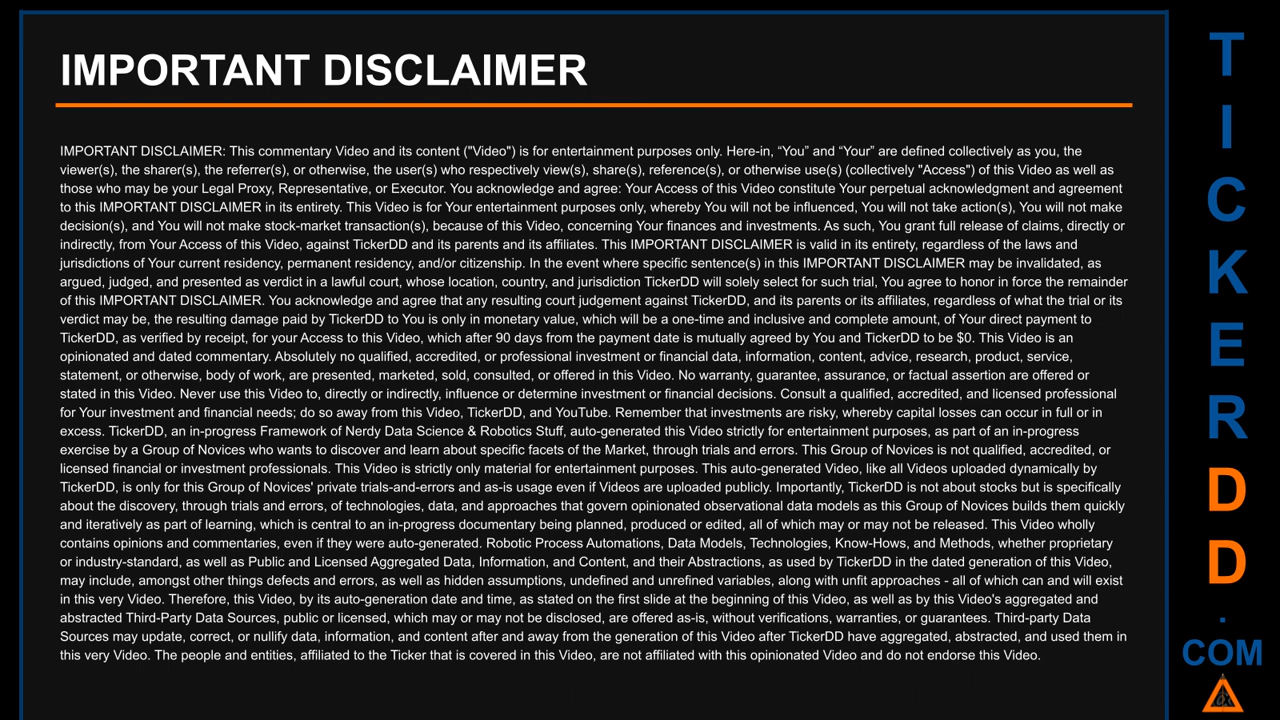 IMPORTANT DISCLAIMER
IMPORTANT DISCLAIMER: This commentary Video and its content ("Video") is for entertainment purposes only. Here-in, “You” and “Your” are defined collectively as you, the
viewer(s), the sharer(s), the referrer(s), or otherwise, the user(s) who respectively view(s), share(s), reference(s), or otherwise use(s) (collectively "Access") of this Video as well as
those who may be your Legal Proxy, Representative, or Executor. You acknowledge and agree: Your Access of this Video constitute Your perpetual acknowledgment and agreement
to this IMPORTANT DISCLAIMER in its entirety. This Video is for Your entertainment purposes only, whereby You will not be influenced, You will not take action(s), You will not make
decision(s), and You will not make stock-market transaction(s), because of this Video, concerning Your finances and investments. As such, You grant full release of claims, directly or
indirectly, from Your Access of this Video, against TickerDD and its parents and its affiliates. This IMPORTANT DISCLAIMER is valid in its entirety, regardless of the laws and
jurisdictions of Your current residency, permanent residency, and/or citizenship. In the event where specific sentence(s) in this IMPORTANT DISCLAIMER may be invalidated, as
argued, judged, and presented as verdict in a lawful court, whose location, country, and jurisdiction TickerDD will solely select for such trial, You agree to honor in force the remainder
of this IMPORTANT DISCLAIMER. You acknowledge and agree that any resulting court judgement against TickerDD, and its parents or its affiliates, regardless of what the trial or its
verdict may be, the resulting damage paid by TickerDD to You is only in monetary value, which will be a one-time and inclusive and complete amount, of Your direct payment to
TickerDD, as verified by receipt, for your Access to this Video, which after 90 days from the payment date is mutually agreed by You and TickerDD to be $0. This Video is an
opinionated and dated commentary. Absolutely no qualified, accredited, or professional investment or financial data, information, content, advice, research, product, service,
statement, or otherwise, body of work, are presented, marketed, sold, consulted, or offered in this Video. No warranty, guarantee, assurance, or factual assertion are offered or
stated in this Video. Never use this Video to, directly or indirectly, influence or determine investment or financial decisions. Consult a qualified, accredited, and licensed professional
for Your investment and financial needs; do so away from this Video, TickerDD, and YouTube. Remember that investments are risky, whereby capital losses can occur in full or in
excess. TickerDD, an in-progress Framework of Nerdy Data Science & Robotics Stuff, auto-generated this Video strictly for entertainment purposes, as part of an in-progress
exercise by a Group of Novices who wants to discover and learn about specific facets of the Market, through trials and errors. This Group of Novices is not qualified, accredited, or
licensed financial or investment professionals. This Video is strictly only material for entertainment purposes. This auto-generated Video, like all Videos uploaded dynamically by
TickerDD, is only for this Group of Novices' private trials-and-errors and as-is usage even if Videos are uploaded publicly. Importantly, TickerDD is not about stocks but is specifically
about the discovery, through trials and errors, of technologies, data, and approaches that govern opinionated observational data models as this Group of Novices builds them quickly
and iteratively as part of learning, which is central to an in-progress documentary being planned, produced or edited, all of which may or may not be released. This Video wholly
contains opinions and commentaries, even if they were auto-generated. Robotic Process Automations, Data Models, Technologies, Know-Hows, and Methods, whether proprietary
or industry-standard, as well as Public and Licensed Aggregated Data, Information, and Content, and their Abstractions, as used by TickerDD in the dated generation of this Video,
may include, amongst other things defects and errors, as well as hidden assumptions, undefined and unrefined variables, along with unfit approaches - all of which can and will exist
in this very Video. Therefore, this Video, by its auto-generation date and time, as stated on the first slide at the beginning of this Video, as well as by this Video's aggregated and
abstracted Third-Party Data Sources, public or licensed, which may or may not be disclosed, are offered as-is, without verifications, warranties, or guarantees. Third-party Data
Sources may update, correct, or nullify data, information, and content after and away from the generation of this Video after TickerDD have aggregated, abstracted, and used them in
this very Video. The people and entities, affiliated to the Ticker that is covered in this Video, are not affiliated with this opinionated Video and do not endorse this Video.
T
I
C
K
E
R
D
D
.
COM